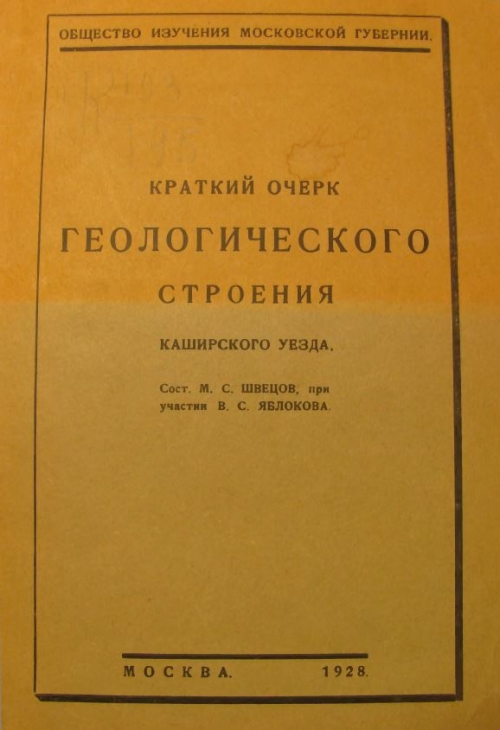 ОБЩЕСТВО ИЗУЧЕНИЯ МОСКОВСКОЙ ГУБЕРНИИ.
КРАТКИЙ ОЧЕРК
ГЕОЛОГИЧЕСКОГО
СТРОЕНИЯ
КАШИРСКОГО УЕЗДА.
Сост. М. С. ШВЕЦОВ, при
участии В. С. ЯБЛОКОВА.
МОСКВА. 1928.